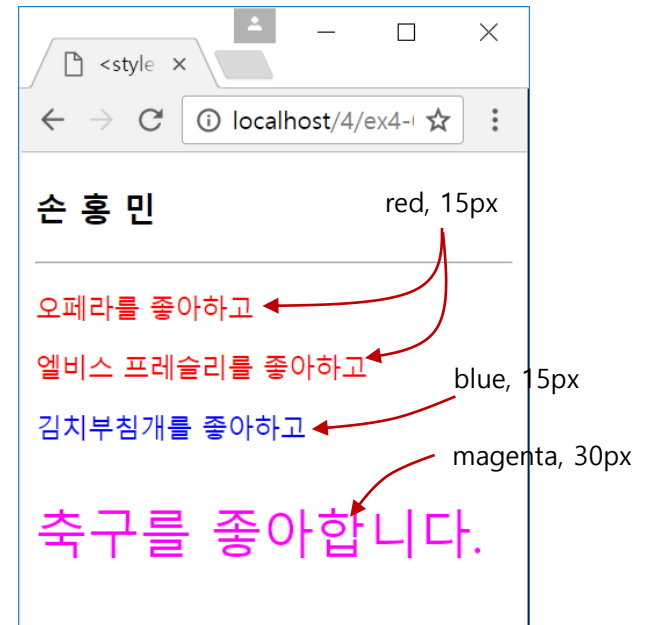 <style
localhost/4/ex4-
손 홍 민
red, 15px
오페라를 좋아하고
엘비스 프레슬리를 좋아하고
blue, 15px
김치부침개를 좋아하고
magenta, 30px
축구를 좋아합니다.